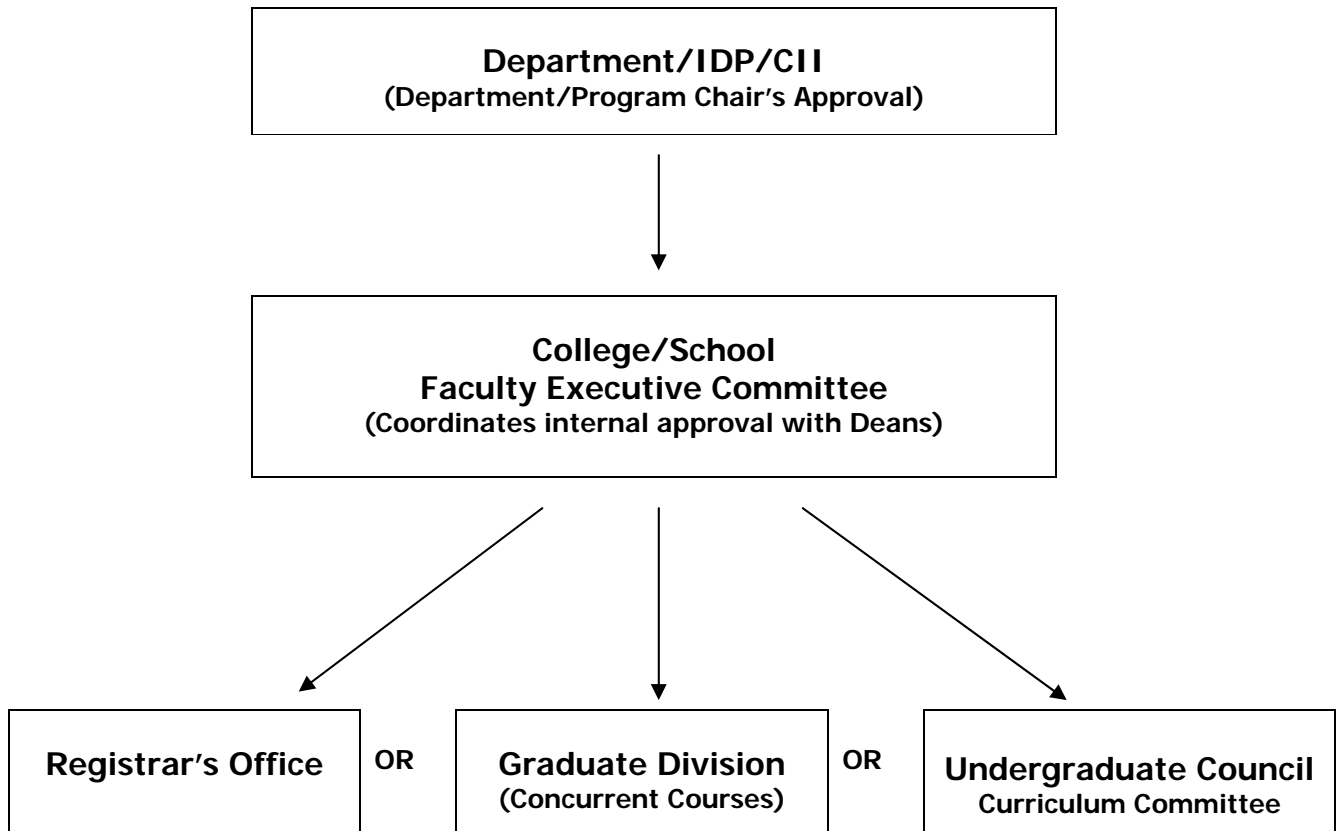 Department/IDP/CII
(Department/Program Chair's Approval)
College/School
Faculty Executive Committee
(Coordinates internal approval with Deans)
Registrar's Office
OR
Graduate Division
(Concurrent Courses)
OR
Undergraduate Council
Curriculum Committee